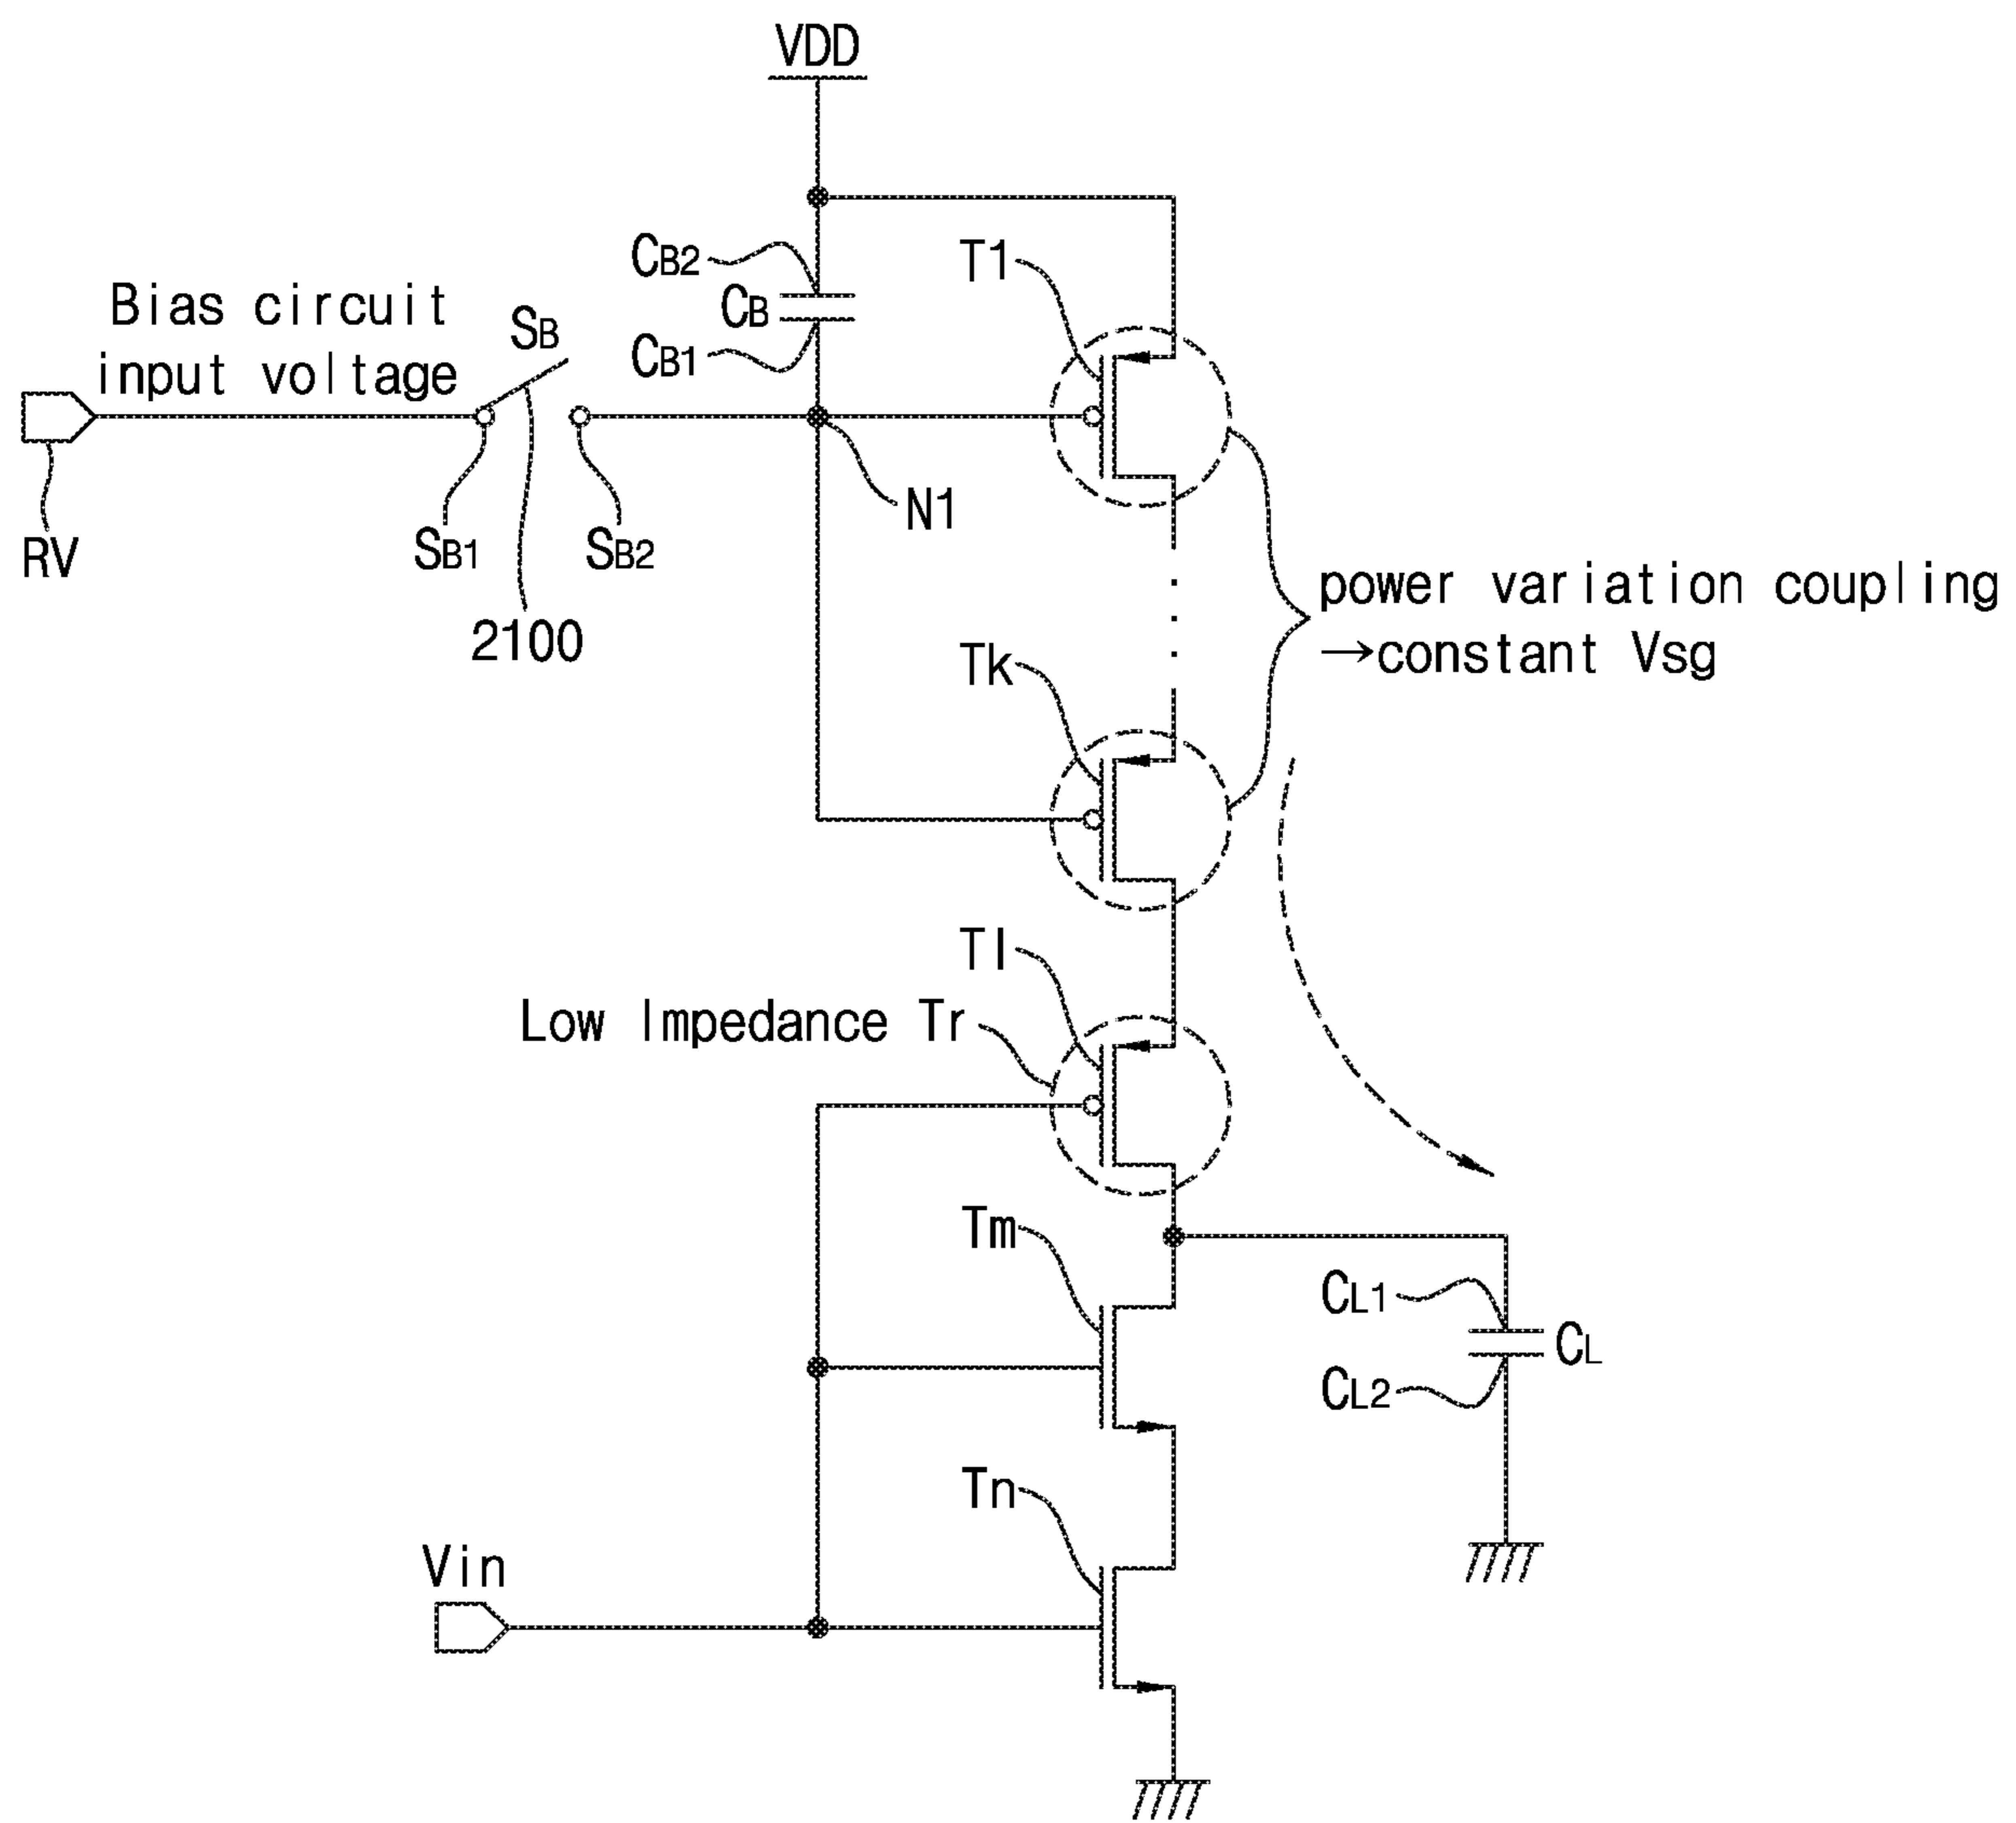 VDD
CB2
T1
Bias circuit
input voltage
SB
CB
CB1
N1
RV
SB1
SB2
2100
power variation coupling
→constant Vsg
Tk
Tl
Low Impedance Tr
Tm
CL1
CL
CL2
Tn
Vin